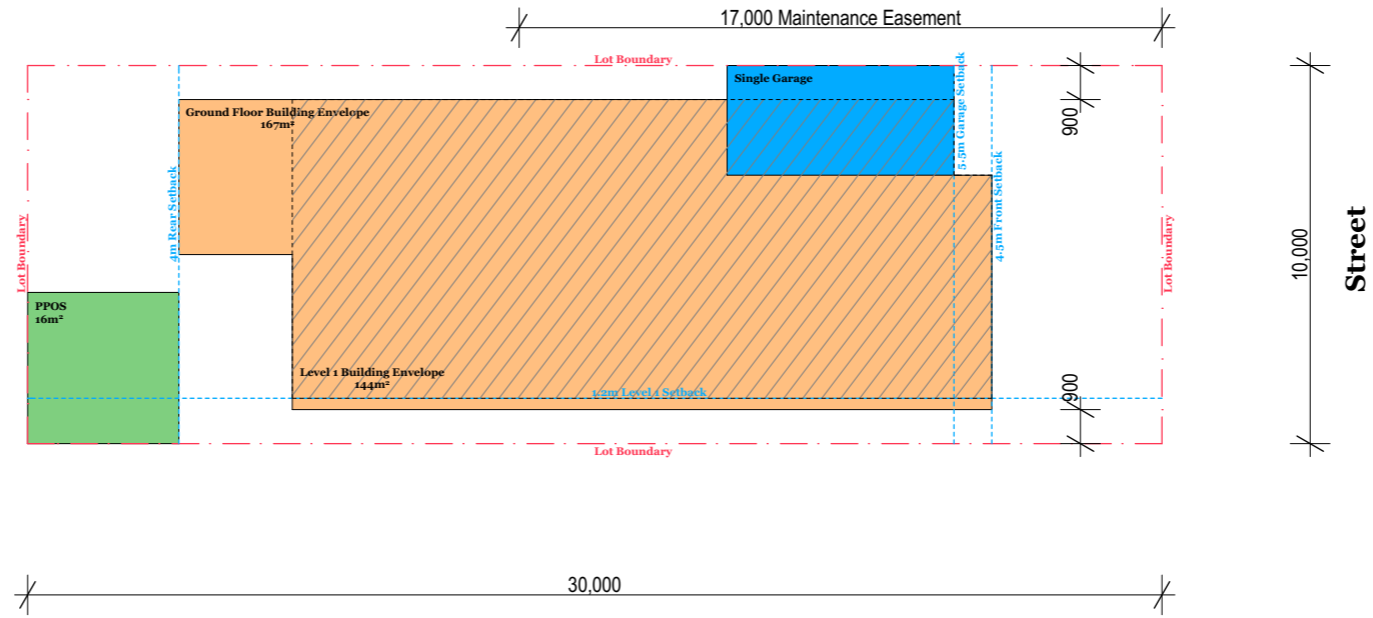 17,000 Maintenance Easement
Lot Boundary
Single Garage
5.5m Garage Setback
900
Ground Floor Building Envelope
167m²
4m Rear Setback
4.5m Front Setback
Lot Boundary
Lot Boundary
10,000
Street
PPOS
16m²
Level 1 Building Envelope
144m²
1.2m Level 1 Setback
900
Lot Boundary
30,000